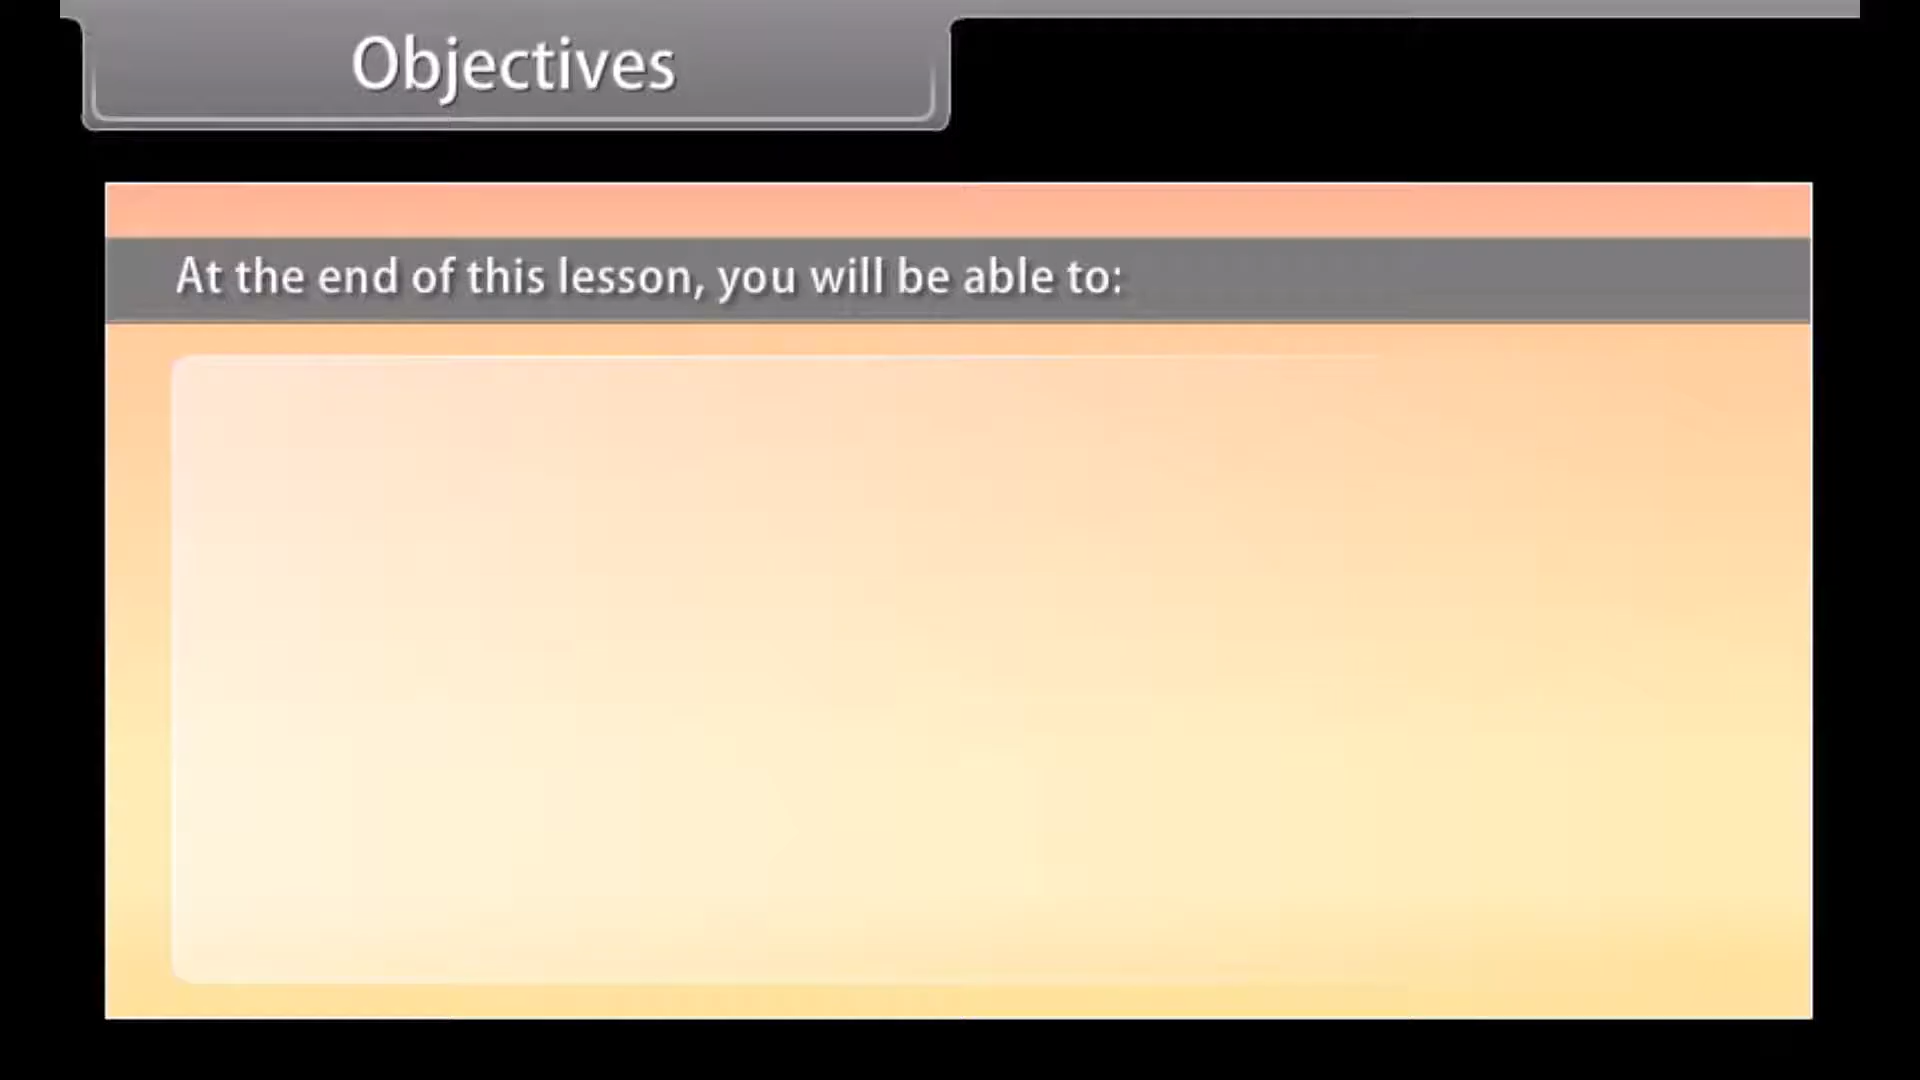 Objectives
At the end of this lesson, you will be able to: